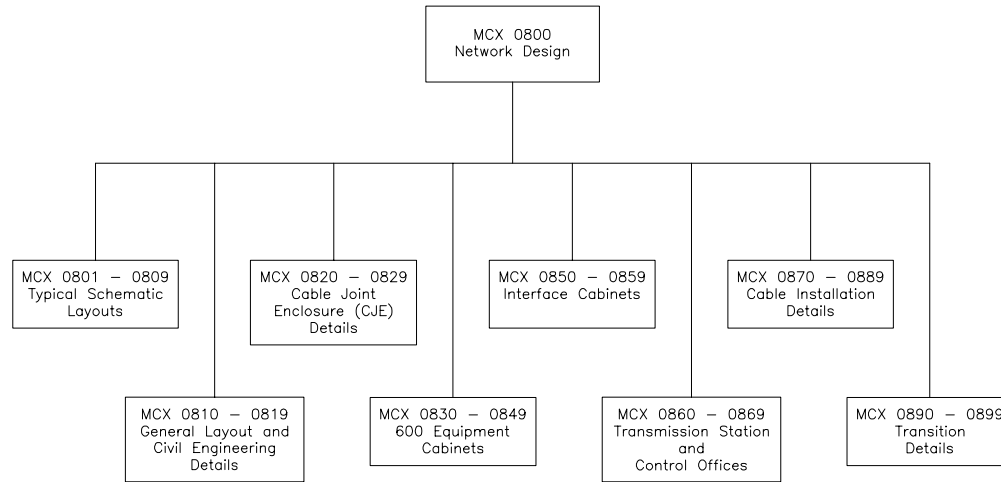 MCX 0800
Network Design
MCX 0801 – 0809
Typical Schematic
Layouts
MCX 0820 – 0829
Cable Joint
Enclosure (CJE)
Details
MCX 0850 – 0859
Interface Cabinets
MCX 0870 – 0889
Cable Installation
Details
MCX 0810 – 0819
General Layout and
Civil Engineering
Details
MCX 0830 – 0849
600 Equipment
Cabinets
MCX 0860 – 0869
Transmission Station
and
Control Offices
MCX 0890 – 0899
Transition
Details